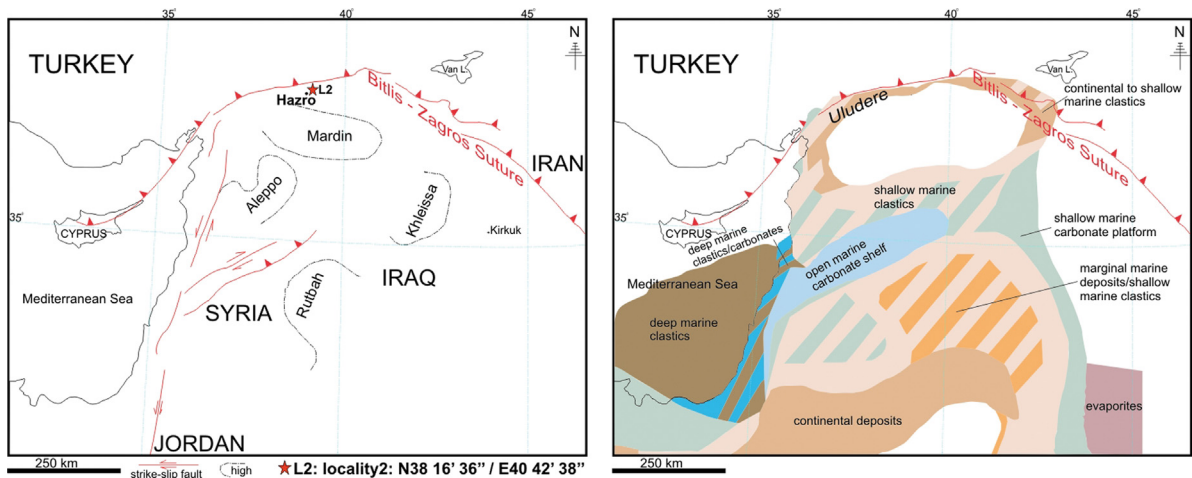 35
40
45
N
TURKEY
Van L.
L2
Hazro
Bitlis - Zagros Suture
Mardin
IRAN
Aleppo
Khleissa
35
CYPRUS
Kirkuk
IRAQ
Rutbah
Mediterranean Sea
SYRIA
JORDAN
250 km
strike-slip fault
high
L2: locality2: N38 16' 36" / E40 42' 38"
35
40
45
N
TURKEY
Van L.
continental to shallow
marine clastics
Uludere
Bitlis - Zagros Suture
IRAN
shallow marine
clastics
35
CYPRUS
shallow marine
carbonate platform
deep marine
clastics/carbonates
open marine
carbonate shelf
marginal marine
deposits/shallow
marine clastics
Mediterranean Sea
deep marine
clastics
evaporites
continental deposits
250 km